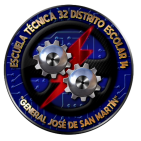 ESCUELA TÉCNICA 32 DISTRITO ESCOLAR 14
GENERAL JOSÉ DE SAN MARTÍN